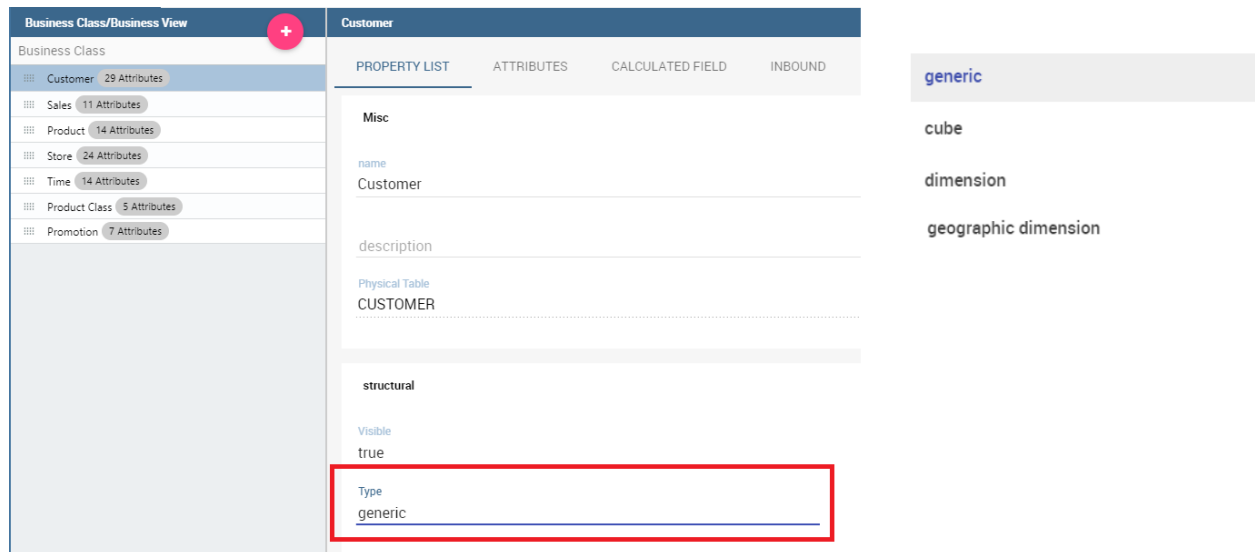 Business Class/Business View
+
Business Class
Customer 29 Attributes
Sales 11 Attributes
Product 14 Attributes
Store 24 Attributes
Time 14 Attributes
Product Class 5 Attributes
Promotion 7 Attributes
Customer
PROPERTY LIST ATTRIBUTES CALCULATED FIELD INBOUND
Misc
name
Customer
description
Physical Table
CUSTOMER
structural
Visible
true
Type
generic
generic
cube
dimension
geographic dimension